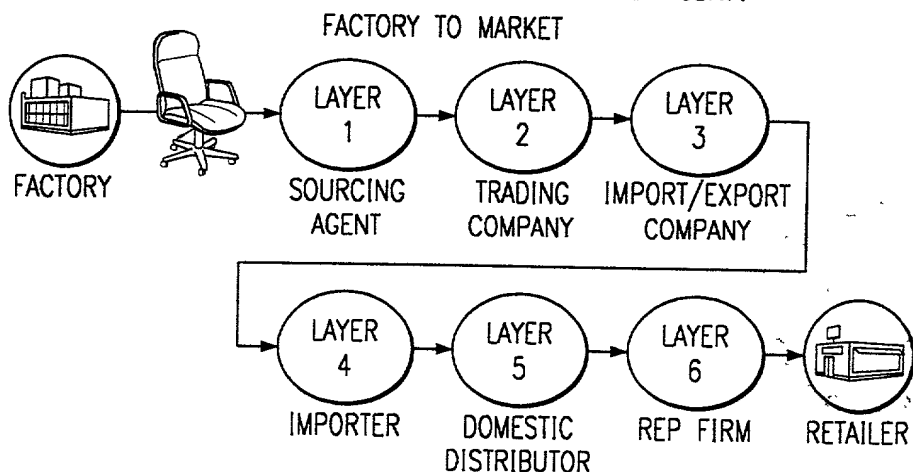 FACTORY TO MARKET
LAYER
1
LAYER
2
LAYER
3
FACTORY
SOURCING
AGENT
TRADING
COMPANY
IMPORT/EXPORT
COMPANY
LAYER
4
LAYER
5
LAYER
6
IMPORTER
DOMESTIC
DISTRIBUTOR
REP FIRM
RETAILER